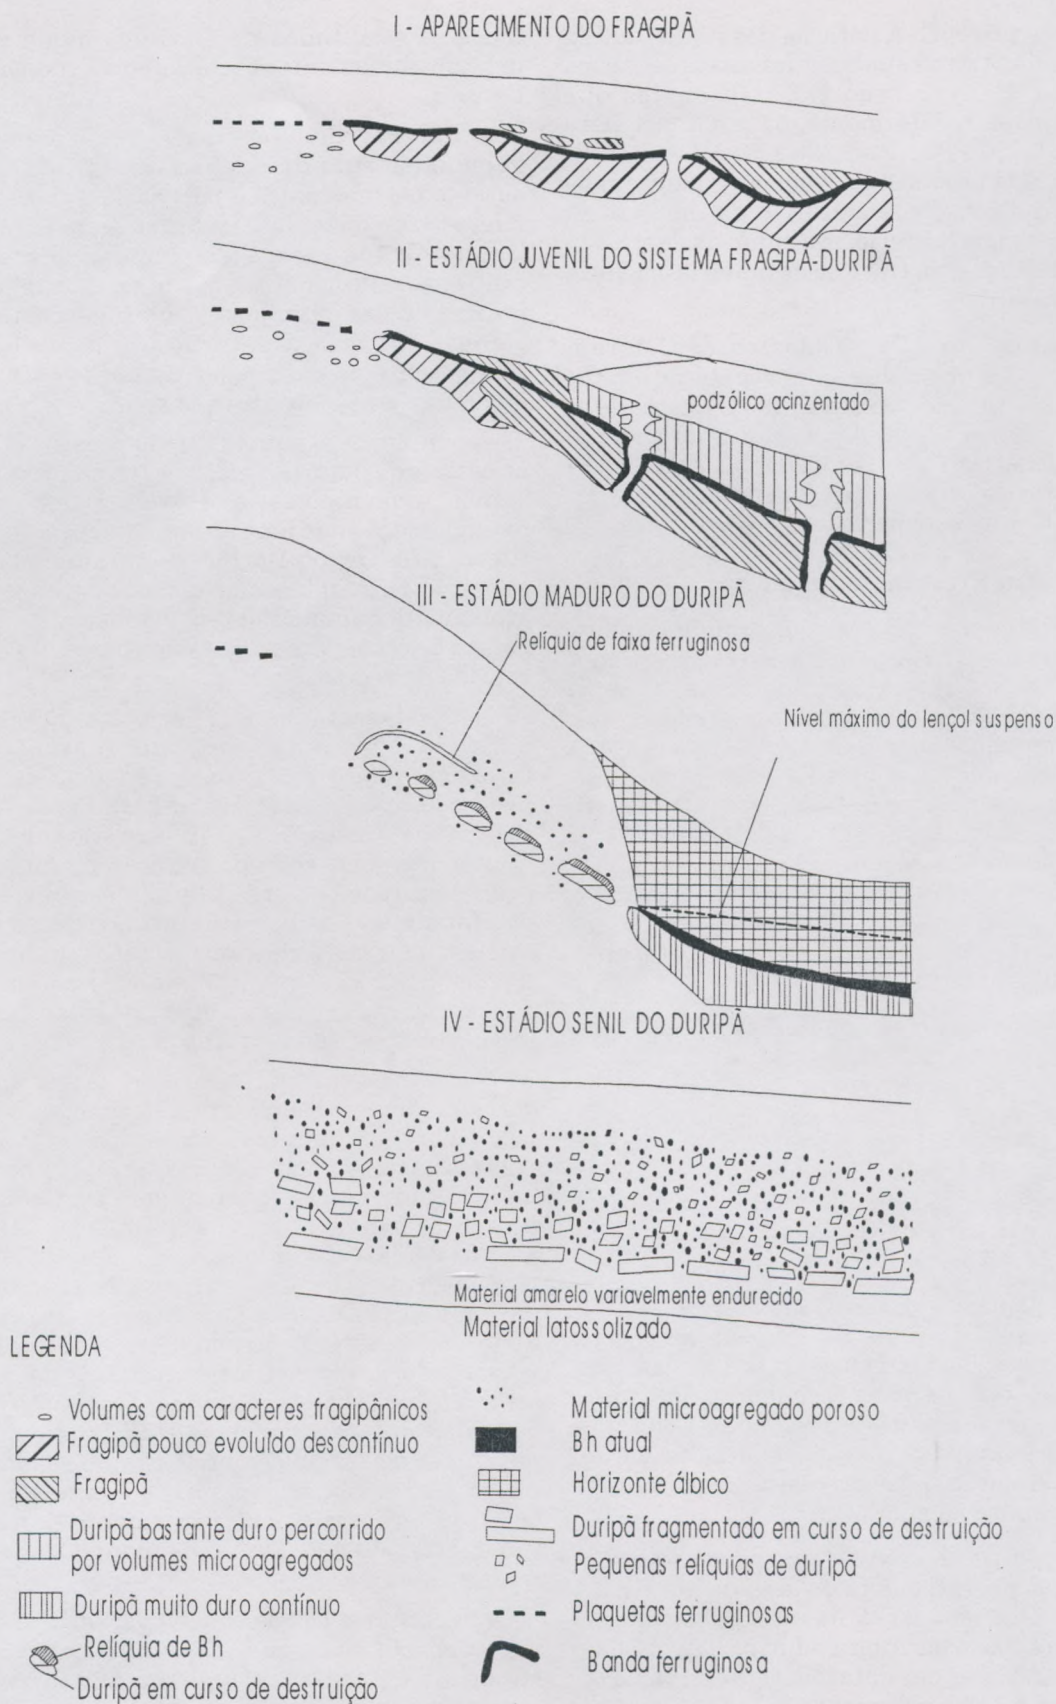 I - APARECIMENTO DO FRAGIPÃ
II - ESTÁDIO JUVENIL DO SISTEMA FRAGIPÃ-DURIPÃ
podzólico acinzentado
III - ESTÁDIO MADURO DO DURIPÃ
Relíquia de faixa ferruginosa
Nível máximo do lençol suspenso
IV - ESTÁDIO SENIL DO DURIPÃ
Material amarelo variavelmente endurecido
Material latossolizado
LEGENDA
Volumes com caracteres fragipânicos
Fragipã pouco evoluído descontínuo
Fragipã
Duripã bastante duro percorrido
por volumes microagregados
Duripã muito duro contínuo
Relíquia de Bh
Duripã em curso de destruição
Material microagregado poroso
Bh atual
Horizonte álbico
Duripã fragmentado em curso de destruição
Pequenas relíquias de duripã
Plaquetas ferruginosas
Banda ferruginosa